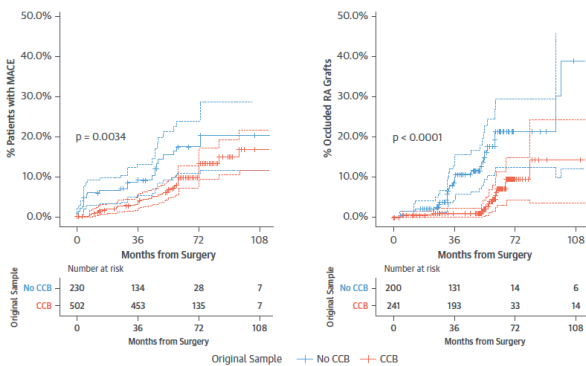 % Patients with MACE
50.0%
40.0%
30.0%
20.0%
10.0%
0.0%
p = 0.0034
0 36 72 108
Months from Surgery
Number at risk
Original Sample
No CCB 230 134 28 7
CCB 502 453 135 7
0 36 72 108
Months from Surgery
% Occluded RA Grafts
50.0%
40.0%
30.0%
20.0%
10.0%
0.0%
p < 0.0001
0 36 72 108
Months from Surgery
Number at risk
Original Sample
No CCB 200 131 14 6
CCB 241 193 33 14
0 36 72 108
Months from Surgery
Original Sample No CCB CCB